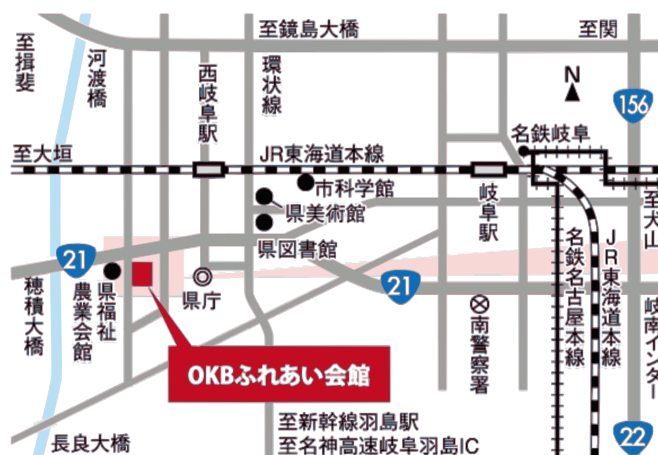 至鏡島大橋
至関
至揖斐
河渡橋
西岐阜駅
環状線
N
156
名鉄岐阜
至大垣
JR東海道本線
市科学館
県美術館
岐阜駅
至犬山
県図書館
21
穂積大橋
農業会館
県福祉
県庁
21
南警察署
名鉄名古屋本線
JR東海道本線
岐南インター
OKBふれあい会館
至新幹線羽島駅
至名神高速岐阜羽島IC
長良大橋
22